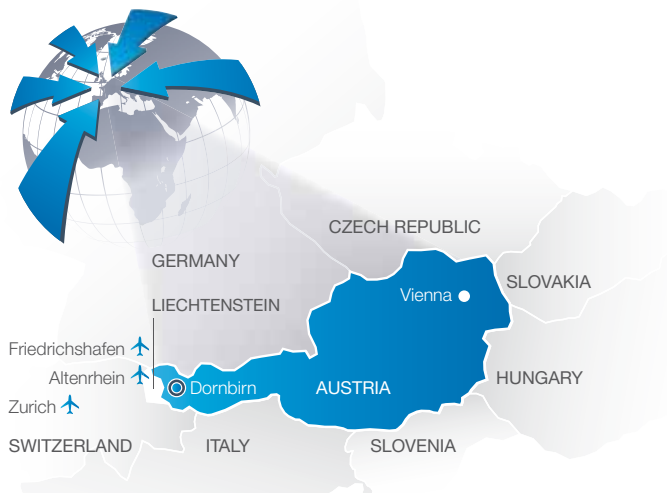 CZECH REPUBLIC
GERMANY
SLOVAKIA
LIECHTENSTEIN
Vienna
Friedrichshafen
Altenrhein
Dornbirn
AUSTRIA
HUNGARY
Zurich
SWITZERLAND
ITALY
SLOVENIA